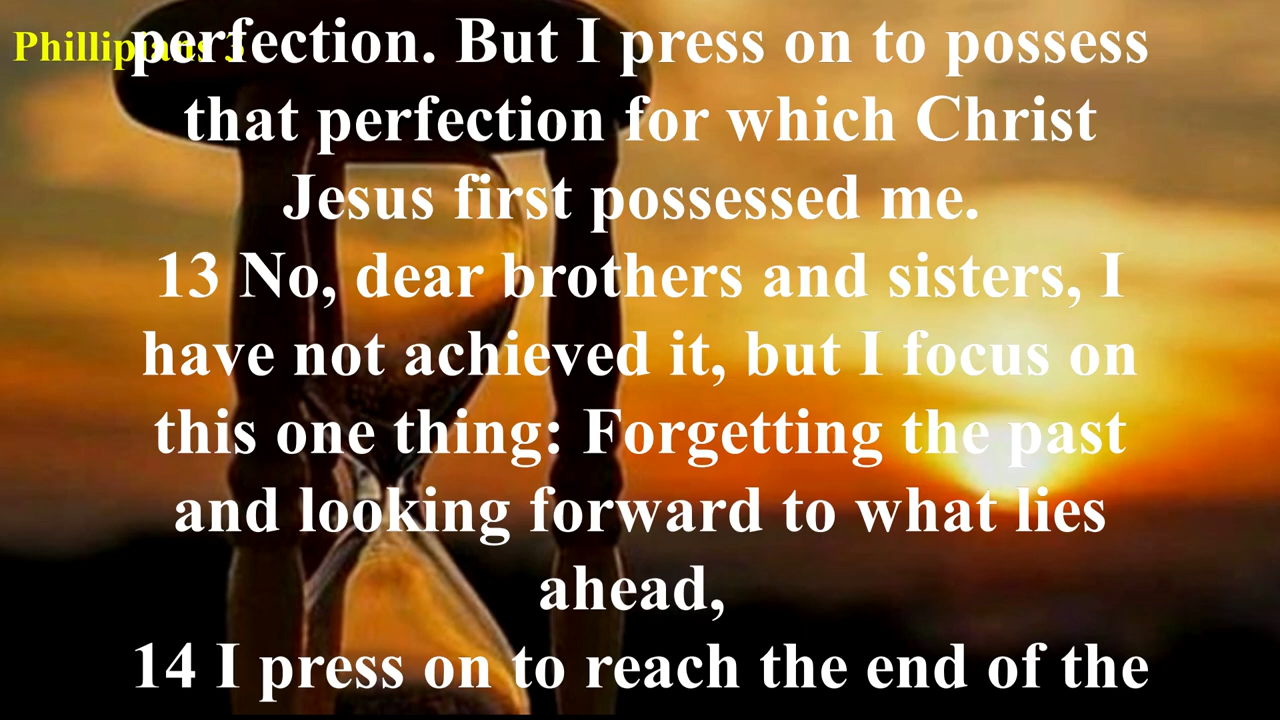 Phillipians 3
perfection. But I press on to possess
that perfection for which Christ
Jesus first possessed me.
13 No, dear brothers and sisters, I
have not achieved it, but I focus on
this one thing: Forgetting the past
and looking forward to what lies
ahead,
14 I press on to reach the end of the